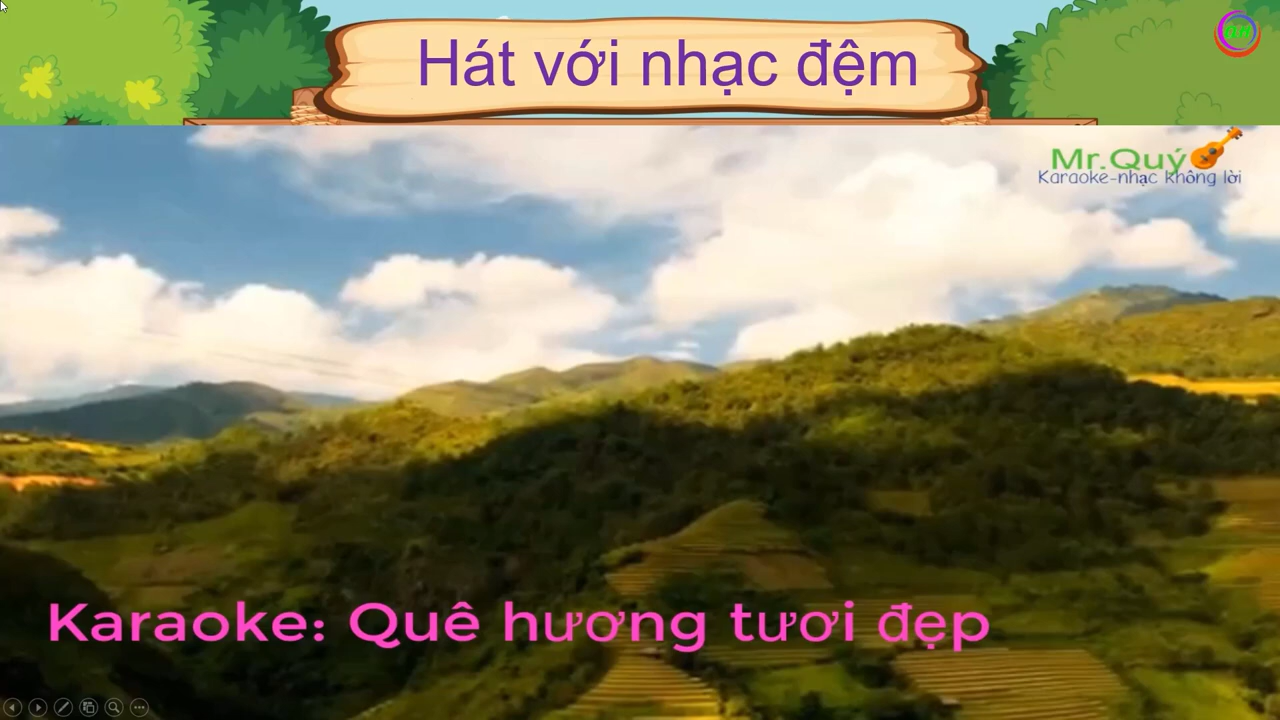 Hát với nhạc đệm
Mr.Quý
Karaoke-nhạc không lời
Karaoke: Quê hương tươi đẹp